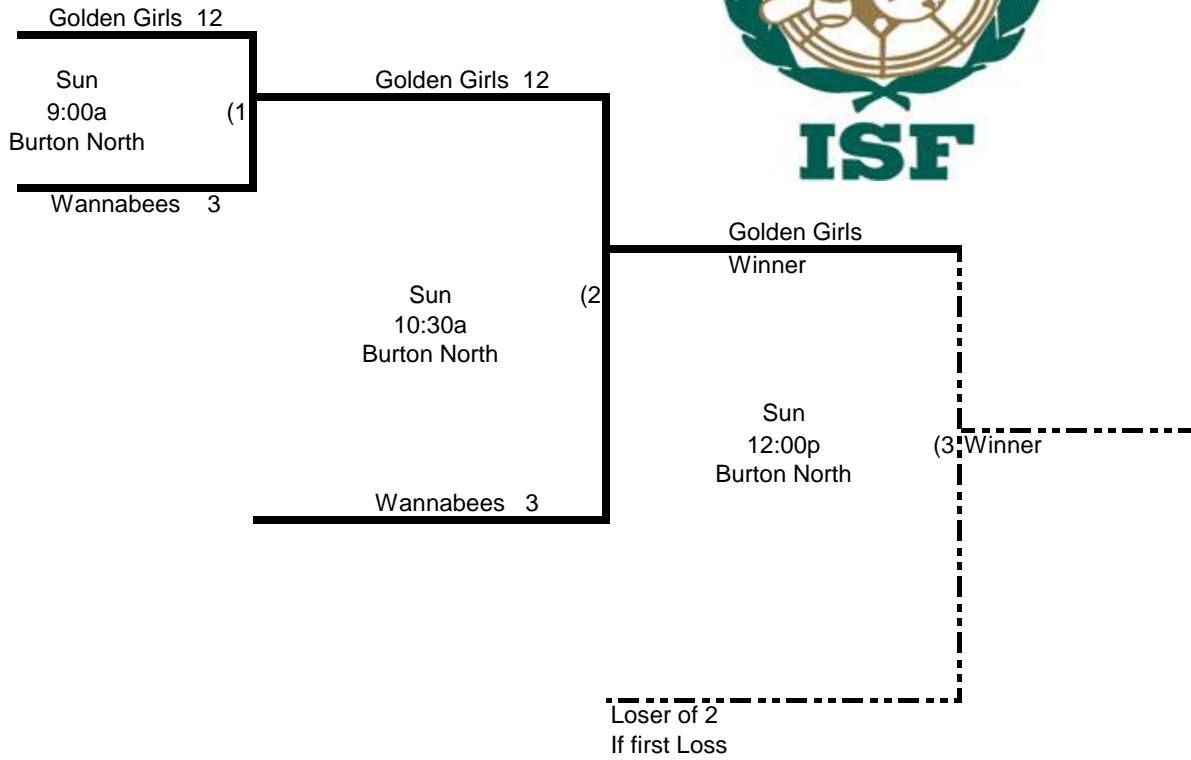 Golden Girls 12
Sun
9:00a
Burton North
(1
Wannabees 3
Golden Girls 12
Sun
10:30a
Burton North
(2
Wannabees 3
ISF
Golden Girls
Winner
Sun
12:00p
Burton North
(3
Winner
Loser of 2
If first Loss